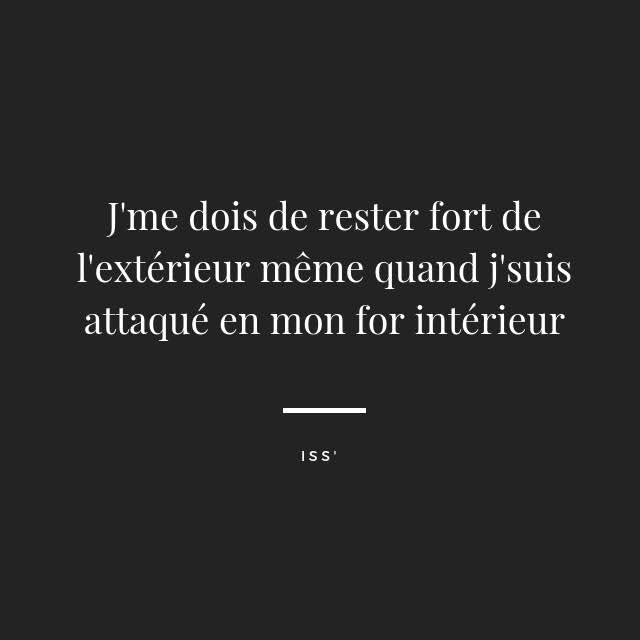 J'me dois de rester fort de
l'extérieur même quand j'suis
attaqué en mon for intérieur
ISS'